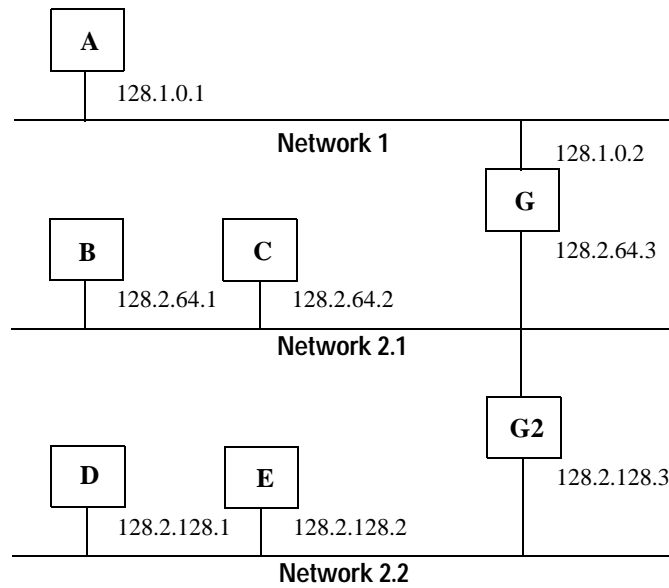 A
128.1.0.1
Network 1
128.1.0.2
G
B
C
128.2.64.3
128.2.64.1
128.2.64.2
Network 2.1
G2
D
E
128.2.128.3
128.2.128.1
128.2.128.2
Network 2.2